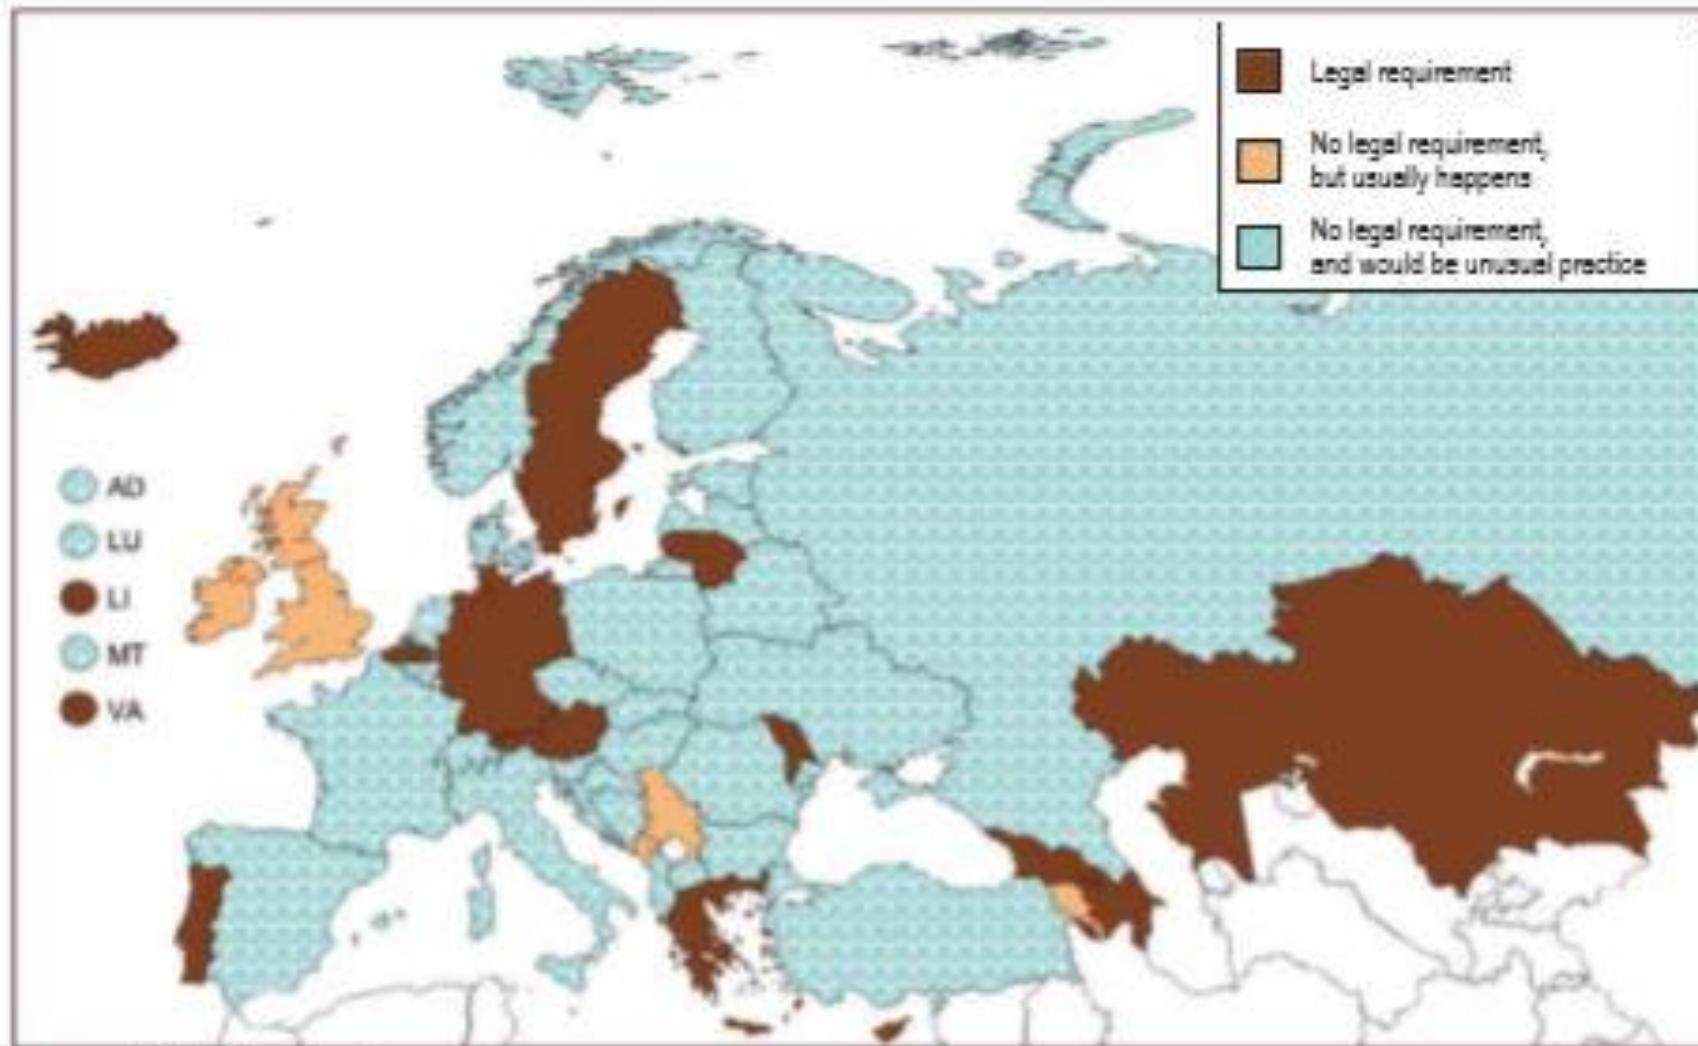 Legal requirement
No legal requirement,
but usually happens
No legal requirement,
and would be unusual practice
AD
LU
LI
MT
VA